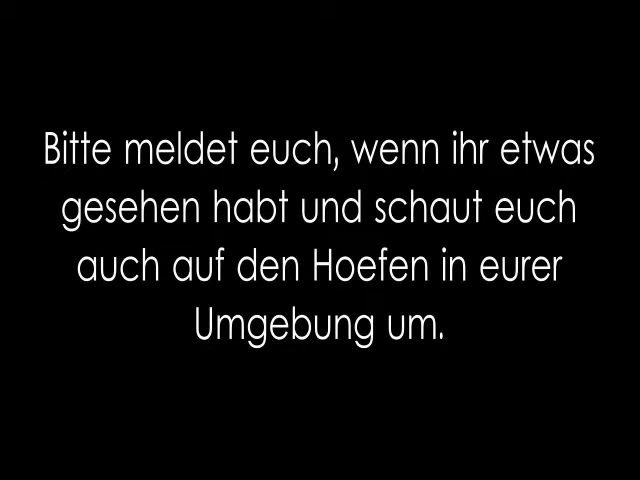 Bitte meldet euch, wenn ihr etwas
gesehen habt und schaut euch
auch auf den Hoefen in eurer
Umgebung um.